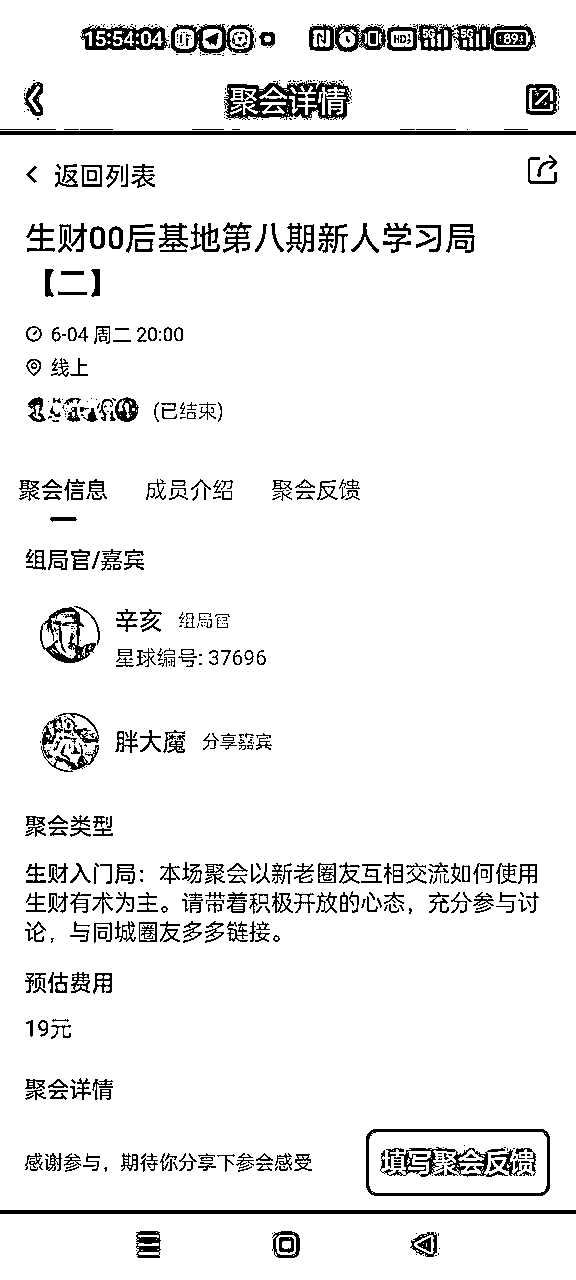 15:54:04 HD 5G 5G 89
聚会详情
返回列表
生财00后基地第八期新人学习局
【二】
6-04 周二 20:00
线上
(已结束)
聚会信息 成员介绍 聚会反馈
组局官/嘉宾
辛亥 组局官
星球编号: 37696
胖大魔 分享嘉宾
聚会类型
生财入门局：本场聚会以新老圈友互相交流如何使用
生财有术为主。请带着积极开放的心态，充分参与讨
论，与同城圈友多多链接。
预估费用
19元
聚会详情
感谢参与，期待你分享下参会感受 填写聚会反馈